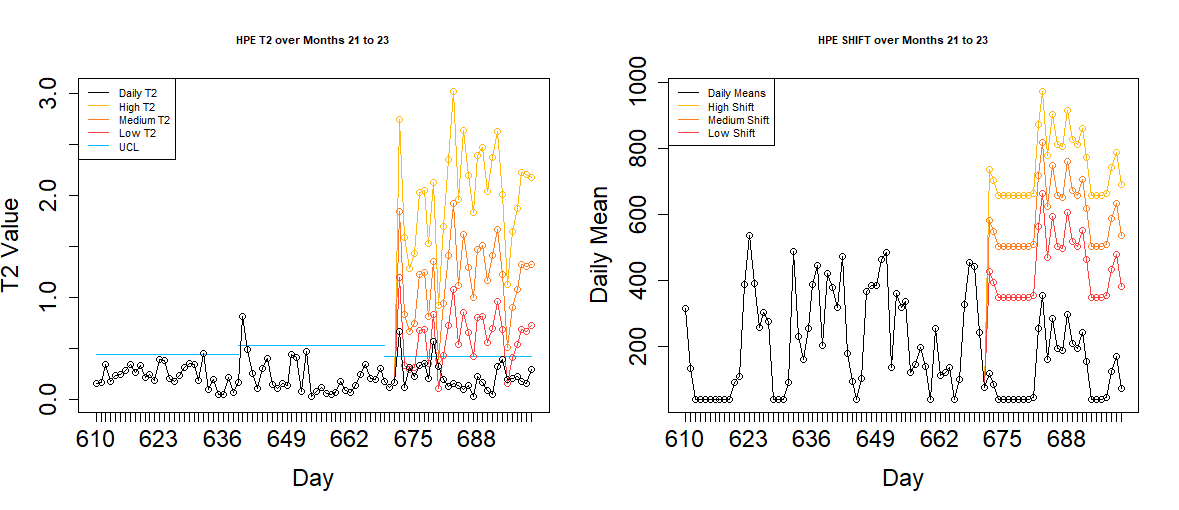 HPE T2 over Months 21 to 23
Daily T2
High T2
Medium T2
Low T2
UCL
T2 Value
0.0 1.0 2.0 3.0
610 623 636 649 662 675 688
Day
HPE SHIFT over Months 21 to 23
Daily Means
High Shift
Medium Shift
Low Shift
Daily Mean
200 400 600 800 1000
610 623 636 649 662 675 688
Day